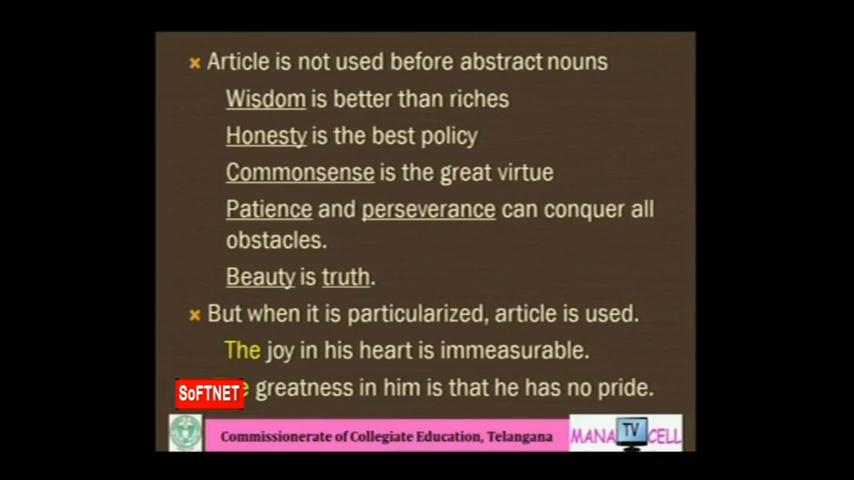 Article is not used before abstract nouns
Wisdom is better than riches
Honesty is the best policy
Commonsense is the great virtue
Patience and perseverance can conquer all
obstacles.
Beauty is truth.
But when it is particularized, article is used.
The joy in his heart is immeasurable.
greatness in him is that he has no pride.
SoFTNET
Commissionerate of Collegiate Education, Telangana
MANA TV CELL